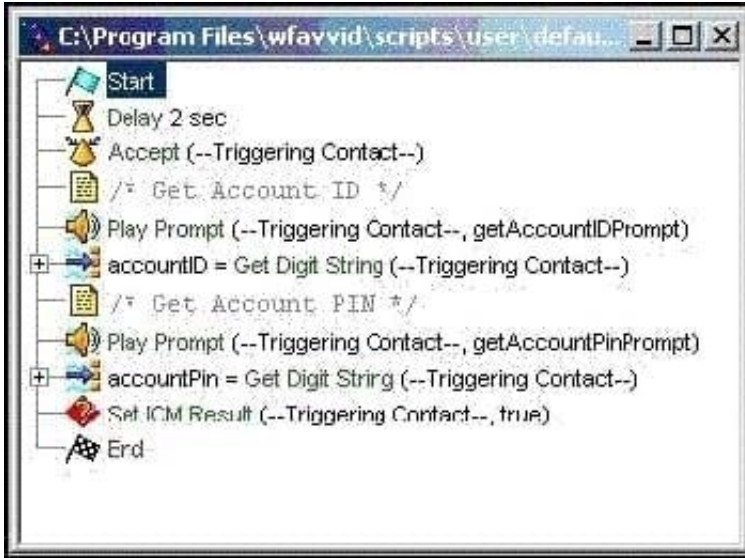 C:\Program Files\wfavvid\scripts\user\defau...
Start
Delay 2 sec
Accept (--Triggering Contact--)
/* Get Account ID */
Play Prompt (--Triggering Contact--, getAccountIDPrompt)
accountID = Get Digit String (--Triggering Contact--)
/* Get Account PIN */
Play Prompt (--Triggering Contact--, getAccountPinPrompt)
accountPin = Get Digit String (--Triggering Contact--)
Set ICM Result (--Triggering Contact--, true)
End